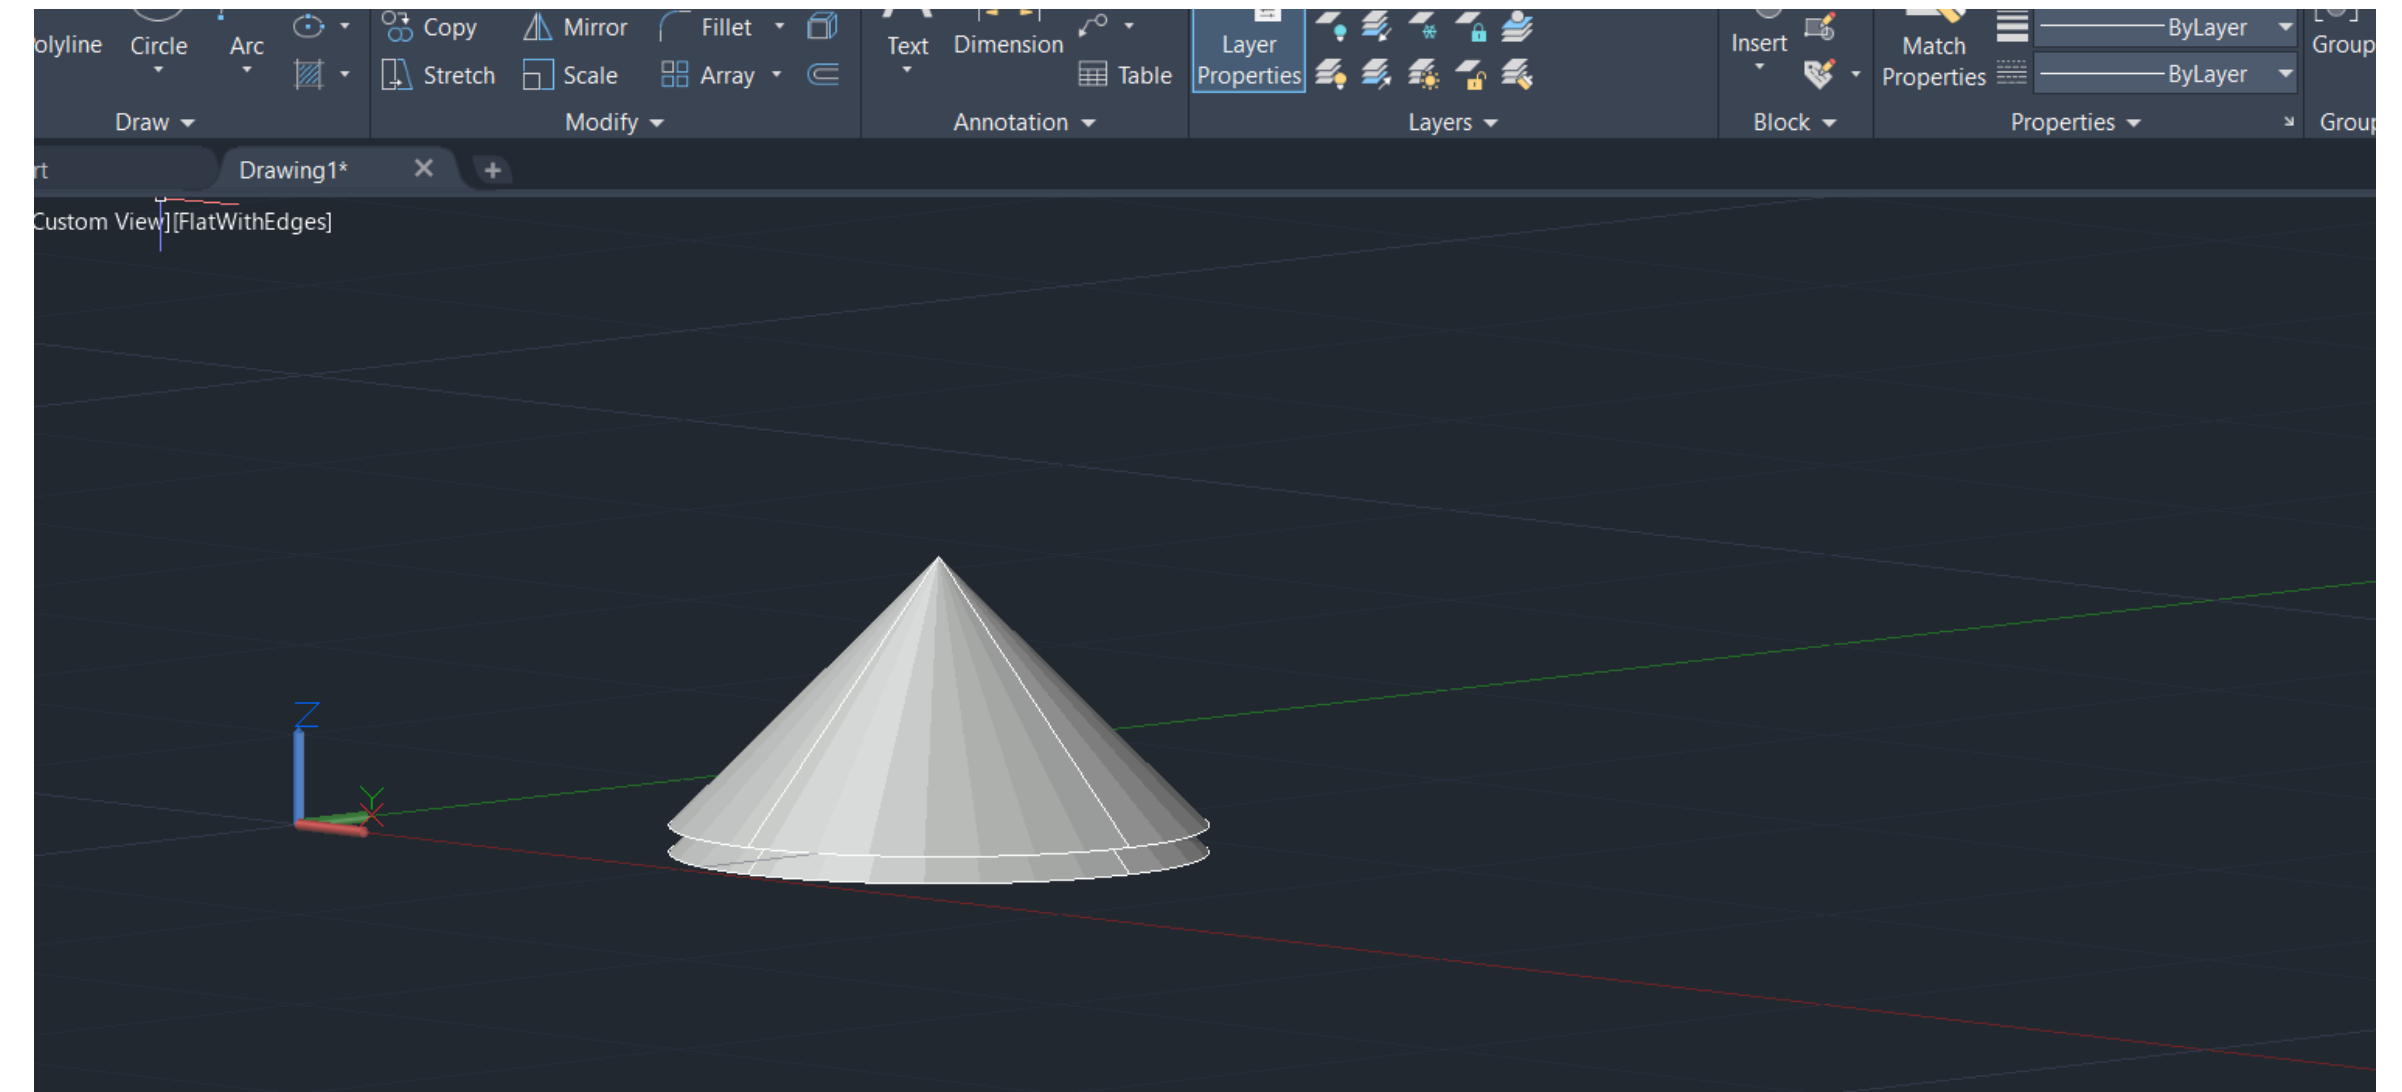 olyline Circle Arc Copy Mirror Fillet Text Dimension Layer Properties Insert Match Properties ByLayer Group
Stretch Scale Array Table ByLayer
Draw Modify Annotation Layers Block Properties Grou
rt Drawing1*
Custom View][FlatWithEdges]
Z
Y
X